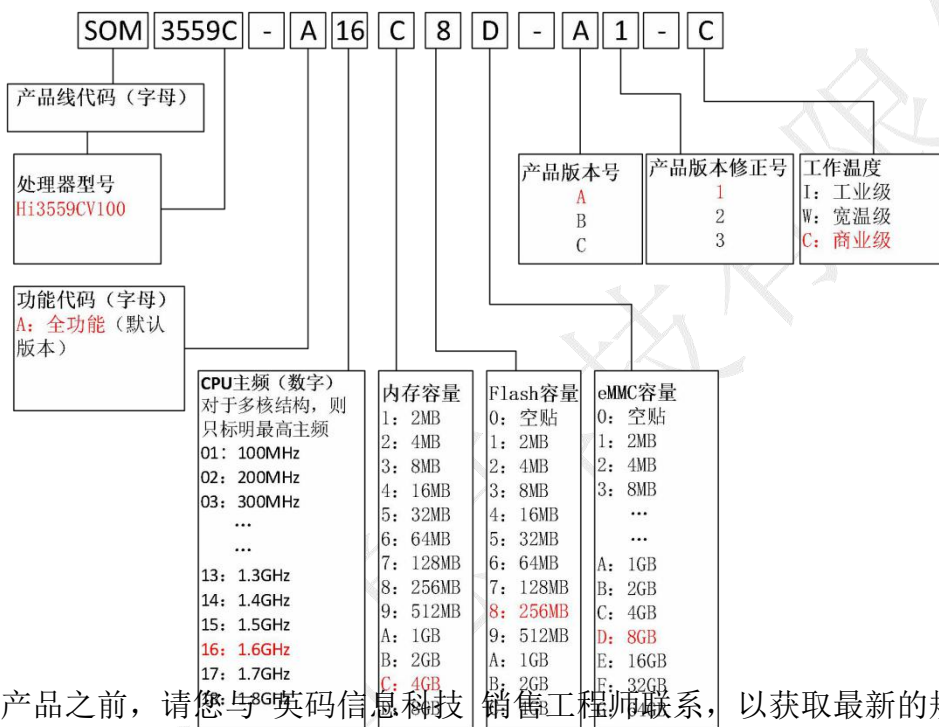 SOM 3559C - A 16 C 8 D - A 1 - C
产品线代码（字母）
处理器型号
Hi3559CV100
功能代码（字母）
A: 全功能（默认
版本）
产品版本号
A
B
C
产品版本修正号
1
2
3
工作温度
I: 工业级
W: 宽温级
C: 商业级
CPU主频（数字）
对于多核结构，则
只标明最高主频
01: 100MHz
02: 200MHz
03: 300MHz
...
...
13: 1.3GHz
14: 1.4GHz
15: 1.5GHz
16: 1.6GHz
17: 1.7GHz
18: 1.8GHz
内存容量
1: 2MB
2: 4MB
3: 8MB
4: 16MB
5: 32MB
6: 64MB
7: 128MB
8: 256MB
9: 512MB
A: 1GB
B: 2GB
C: 4GB
D: 8GB
Flash容量
0: 空贴
1: 2MB
2: 4MB
3: 8MB
4: 16MB
5: 32MB
6: 64MB
7: 128MB
8: 256MB
9: 512MB
A: 1GB
B: 2GB
eMMC容量
0: 空贴
1: 2MB
2: 4MB
3: 8MB
...
...
A: 1GB
B: 2GB
C: 4GB
D: 8GB
E: 16GB
F: 32GB
产品之前，请您与 英码信息科技 销售工程师联系，以获取最新的规
技有限